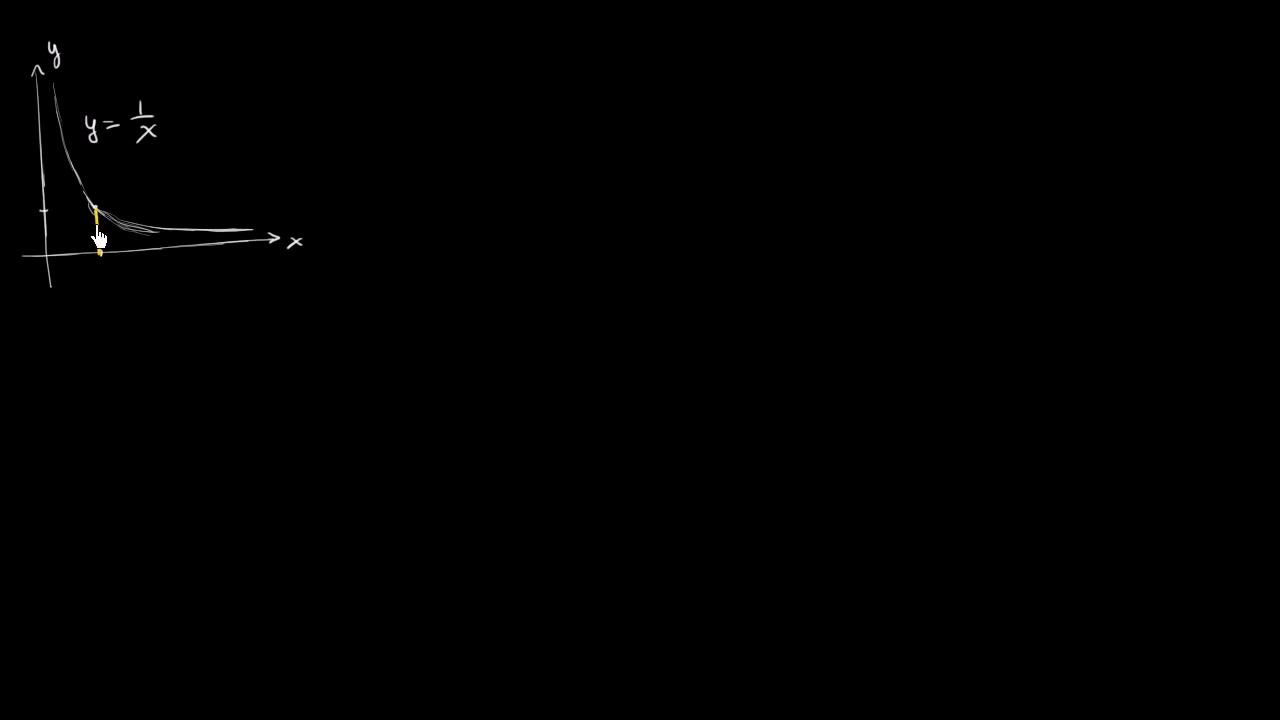 y
y = 1/x
x